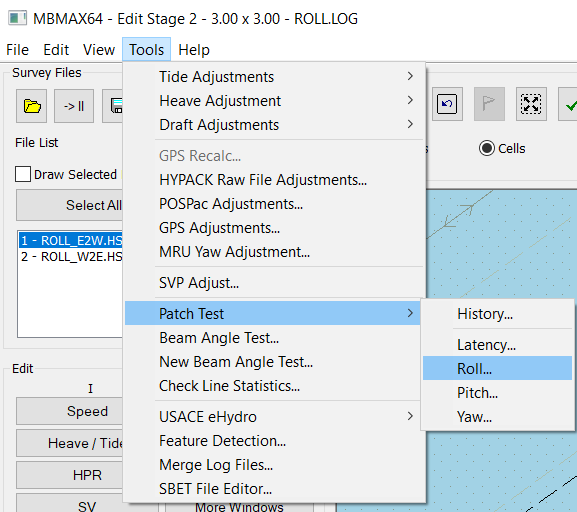 MBMAX64 - Edit Stage 2 - 3.00 x 3.00 - ROLL.LOG
File Edit View Tools Help
Survey Files
-> II
File List
Draw Selected
Select All
1 - ROLL_E2W.HS
2 - ROLL_W2E.HS
Edit
I
Speed
Heave / Tide
HPR
SV
Tide Adjustments
Heave Adjustment
Draft Adjustments
GPS Recalc...
HYPACK Raw File Adjustments...
POSPac Adjustments...
GPS Adjustments...
MRU Yaw Adjustment...
SVP Adjust...
Patch Test
Beam Angle Test...
New Beam Angle Test...
Check Line Statistics...
USACE eHydro
Feature Detection...
Merge Log Files...
SBET File Editor...
More Windows
History...
Latency...
Roll...
Pitch...
Yaw...
s
Cells